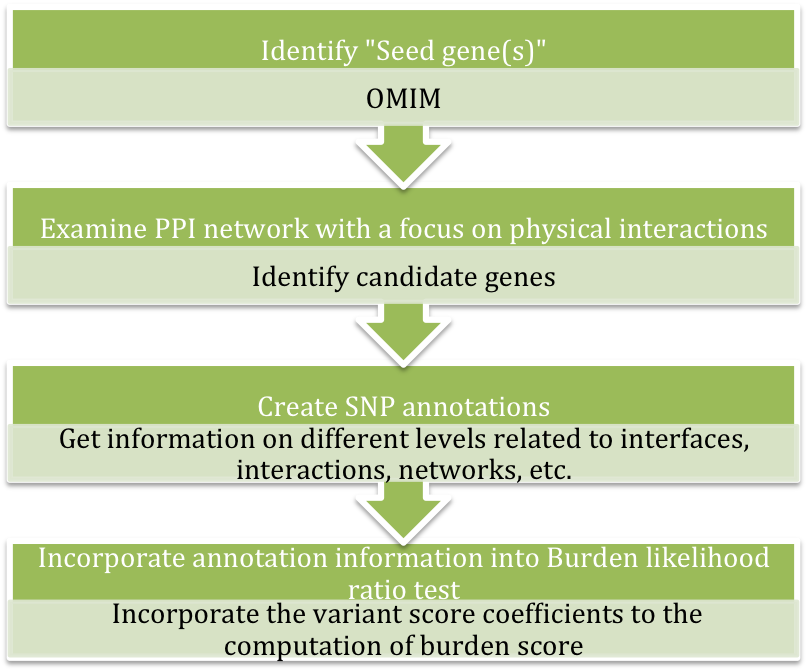 Identify "Seed gene(s)"
OMIM
Examine PPI network with a focus on physical interactions
Identify candidate genes
Create SNP annotations
Get information on different levels related to interfaces,
interactions, networks, etc.
Incorporate annotation information into Burden likelihood
ratio test
Incorporate the variant score coefficients to the
computation of burden score